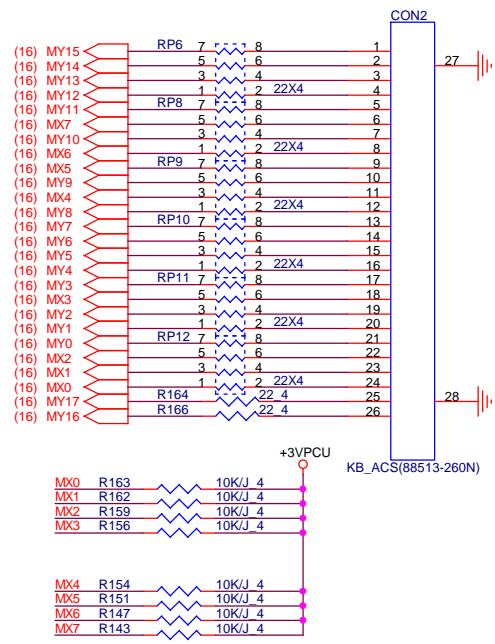 CON2
(16) MY15 RP6 7 8 1
(16) MY14 5 6 2 27
(16) MY13 3 4 3
(16) MY12 1 2 22X4 4
(16) MY11 RP8 7 8 5
(16) MX7 5 6 6
(16) MY10 3 4 7
(16) MX6 1 2 22X4 8
(16) MX5 RP9 7 8 9
(16) MY9 5 6 10
(16) MX4 3 4 11
(16) MY8 1 2 22X4 12
(16) MY7 RP10 7 8 13
(16) MY6 5 6 14
(16) MY5 3 4 15
(16) MY4 1 2 22X4 16
(16) MY3 RP11 7 8 17
(16) MX3 5 6 18
(16) MY2 3 4 19
(16) MY1 1 2 22X4 20
(16) MY0 RP12 7 8 21
(16) MX2 5 6 22
(16) MX1 3 4 23
(16) MX0 1 2 22X4 24
(16) MY17 R164 22_4 25 28
(16) MY16 R166 22_4 26
+3VPCU
KB_ACS(88513-260N)
MX0 R163 10K/J_4
MX1 R162 10K/J_4
MX2 R159 10K/J_4
MX3 R156 10K/J_4
MX4 R154 10K/J_4
MX5 R151 10K/J_4
MX6 R147 10K/J_4
MX7 R143 10K/J_4